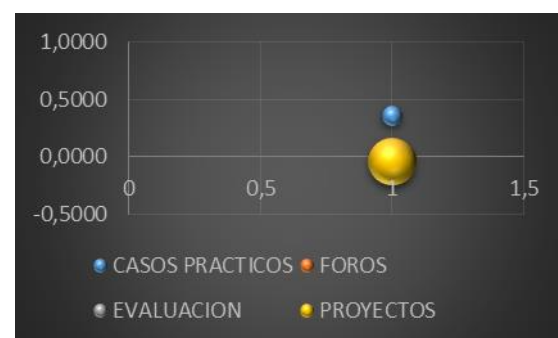 1,0000
0,5000
0,0000
0 0,5 1 1,5
-0,5000
CASOS PRACTICOS FOROS
EVALUACION PROYECTOS